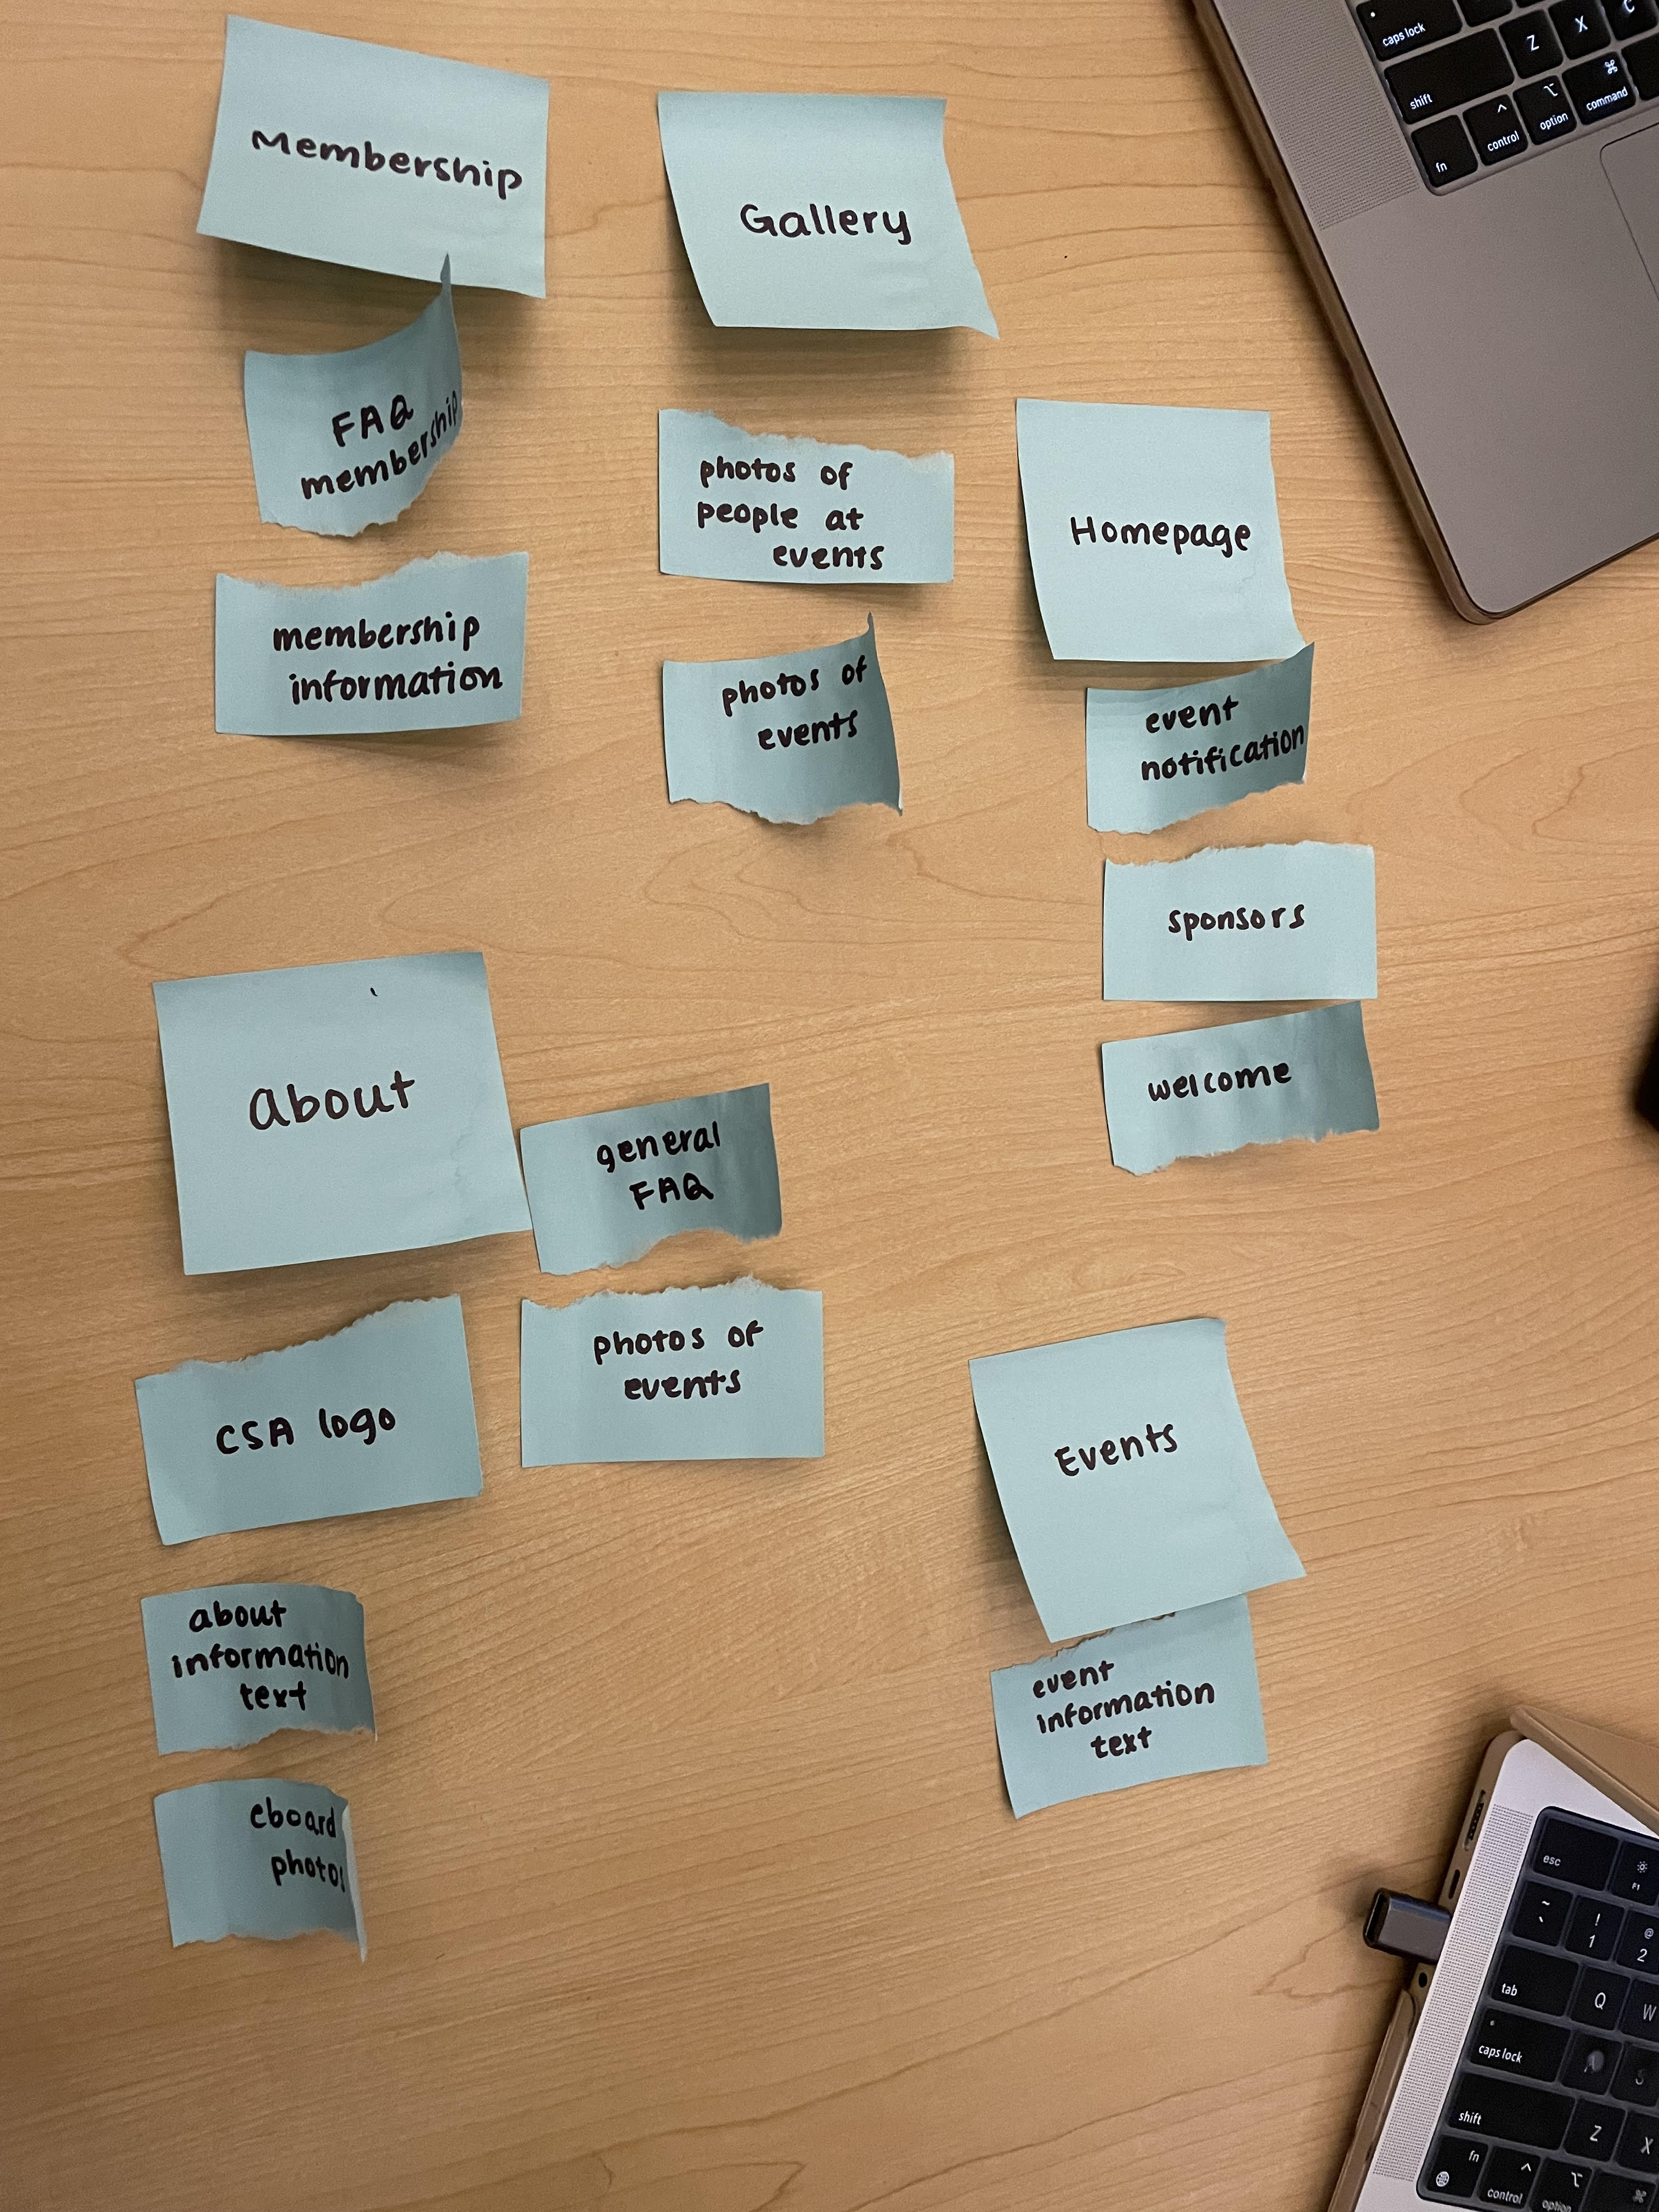 Membership
FAQ
membership
membership
information
Gallery
photos of
people at
events
photos of
events
Homepage
event
notification
sponsors
welcome
about
general
FAQ
photos of
events
CSA logo
about
information
text
eboard
photos
Events
event
information
text
caps lock
Z
X
C
shift
fn
control
option
command
esc
F1
!
1
@
2
tab
Q
W
caps lock
A
S
shift
Z
X
fn
control
option